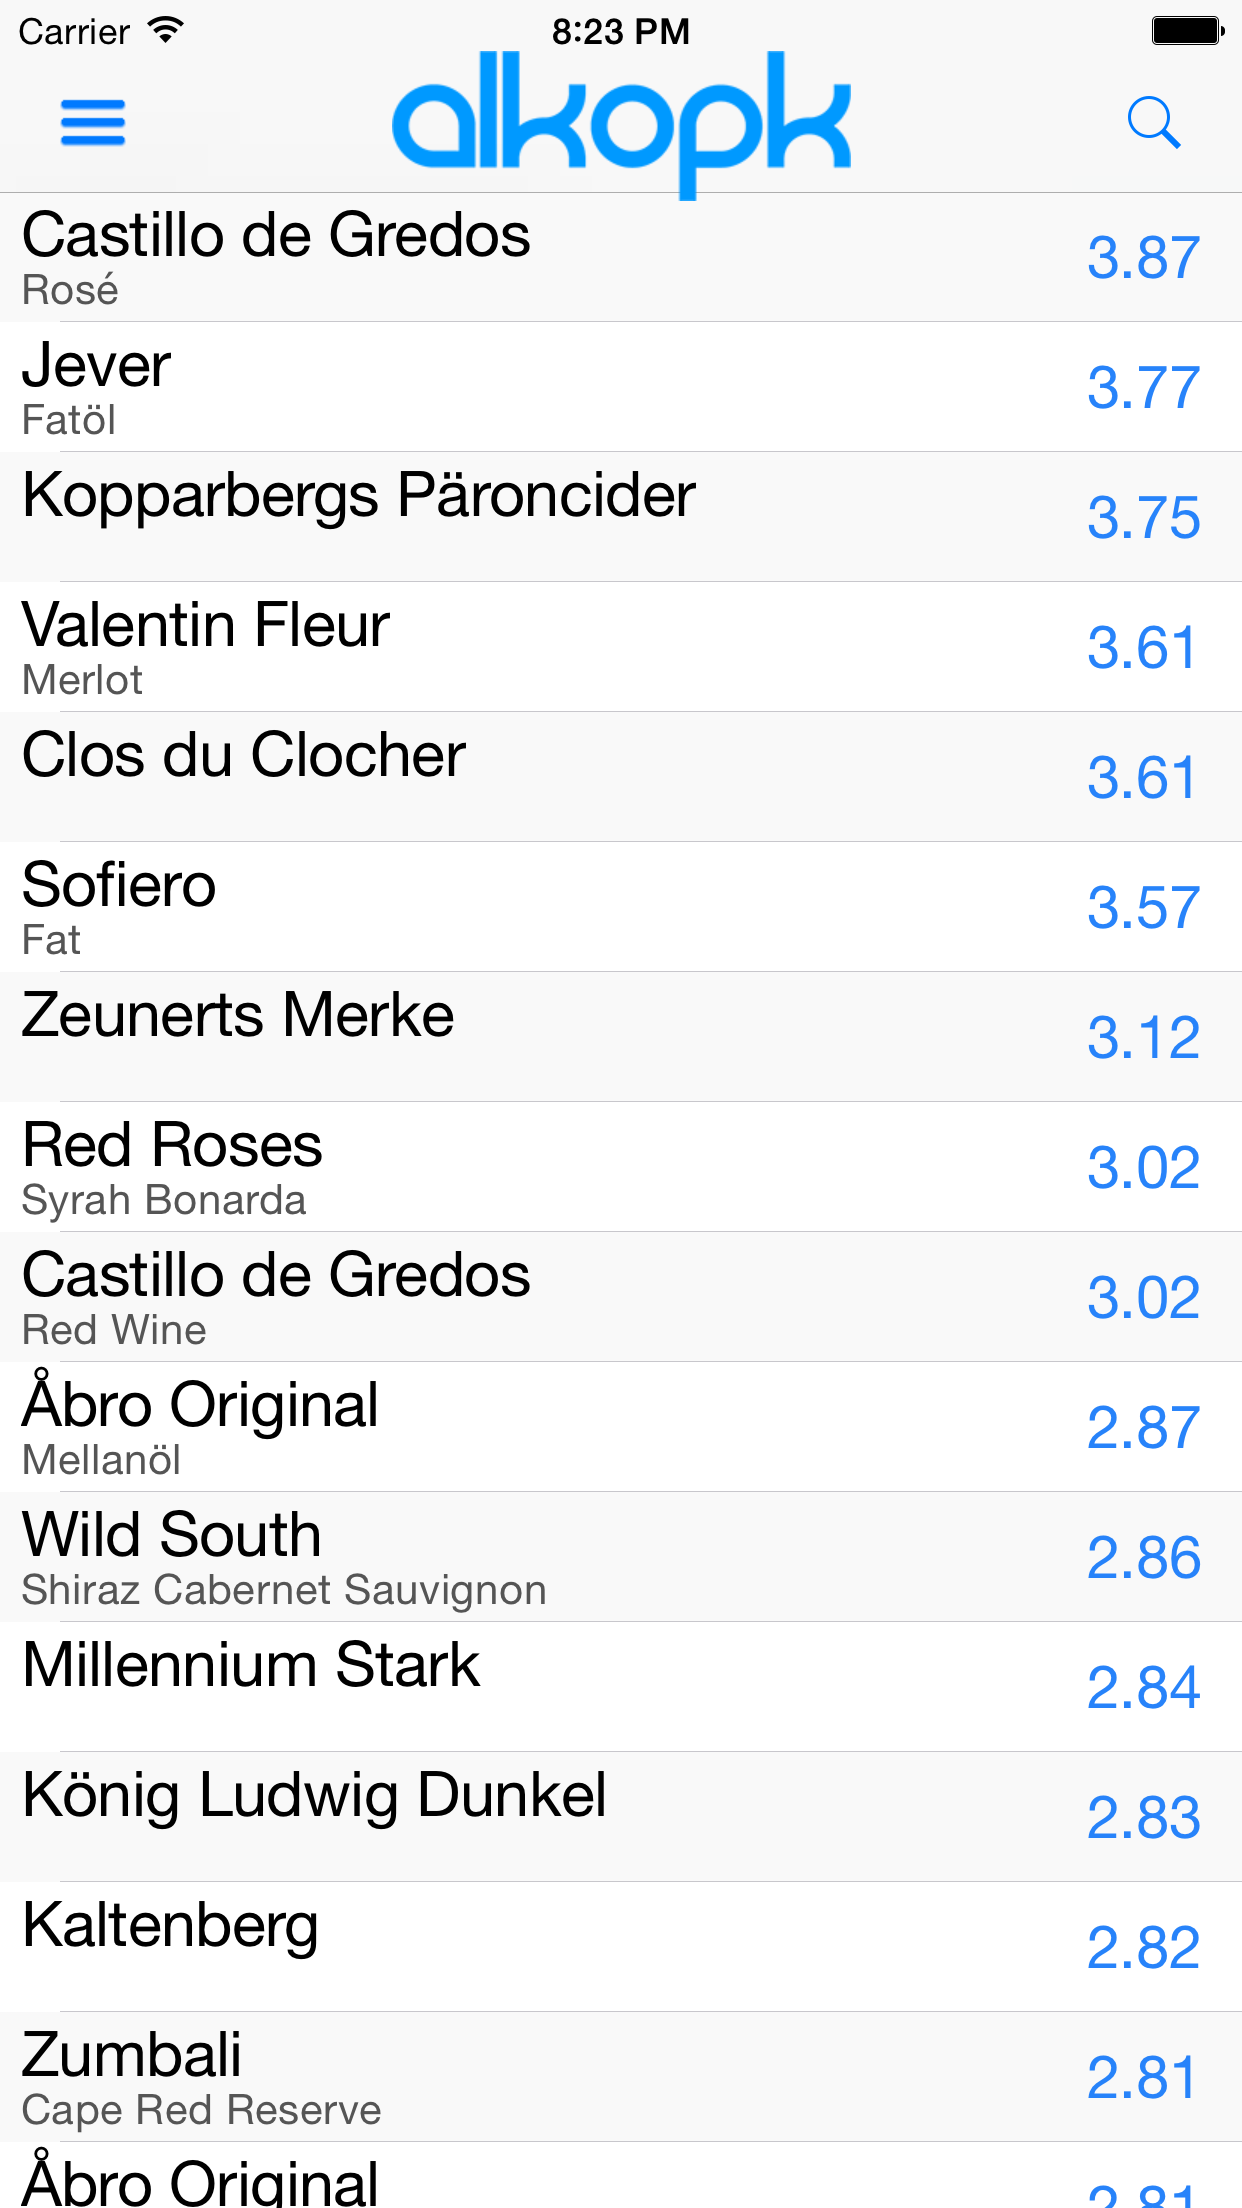 Carrier 8:23 PM
alkopk
Castillo de Gredos 3.87
Rosé
Jever 3.77
Fatöl
Kopparbergs Päroncider 3.75
Valentin Fleur 3.61
Merlot
Clos du Clocher 3.61
Sofiero 3.57
Fat
Zeunerts Merke 3.12
Red Roses 3.02
Syrah Bonarda
Castillo de Gredos 3.02
Red Wine
Åbro Original 2.87
Mellanöl
Wild South 2.86
Shiraz Cabernet Sauvignon
Millennium Stark 2.84
König Ludwig Dunkel 2.83
Kaltenberg 2.82
Zumbali 2.81
Cape Red Reserve
Åbro Original 2.81